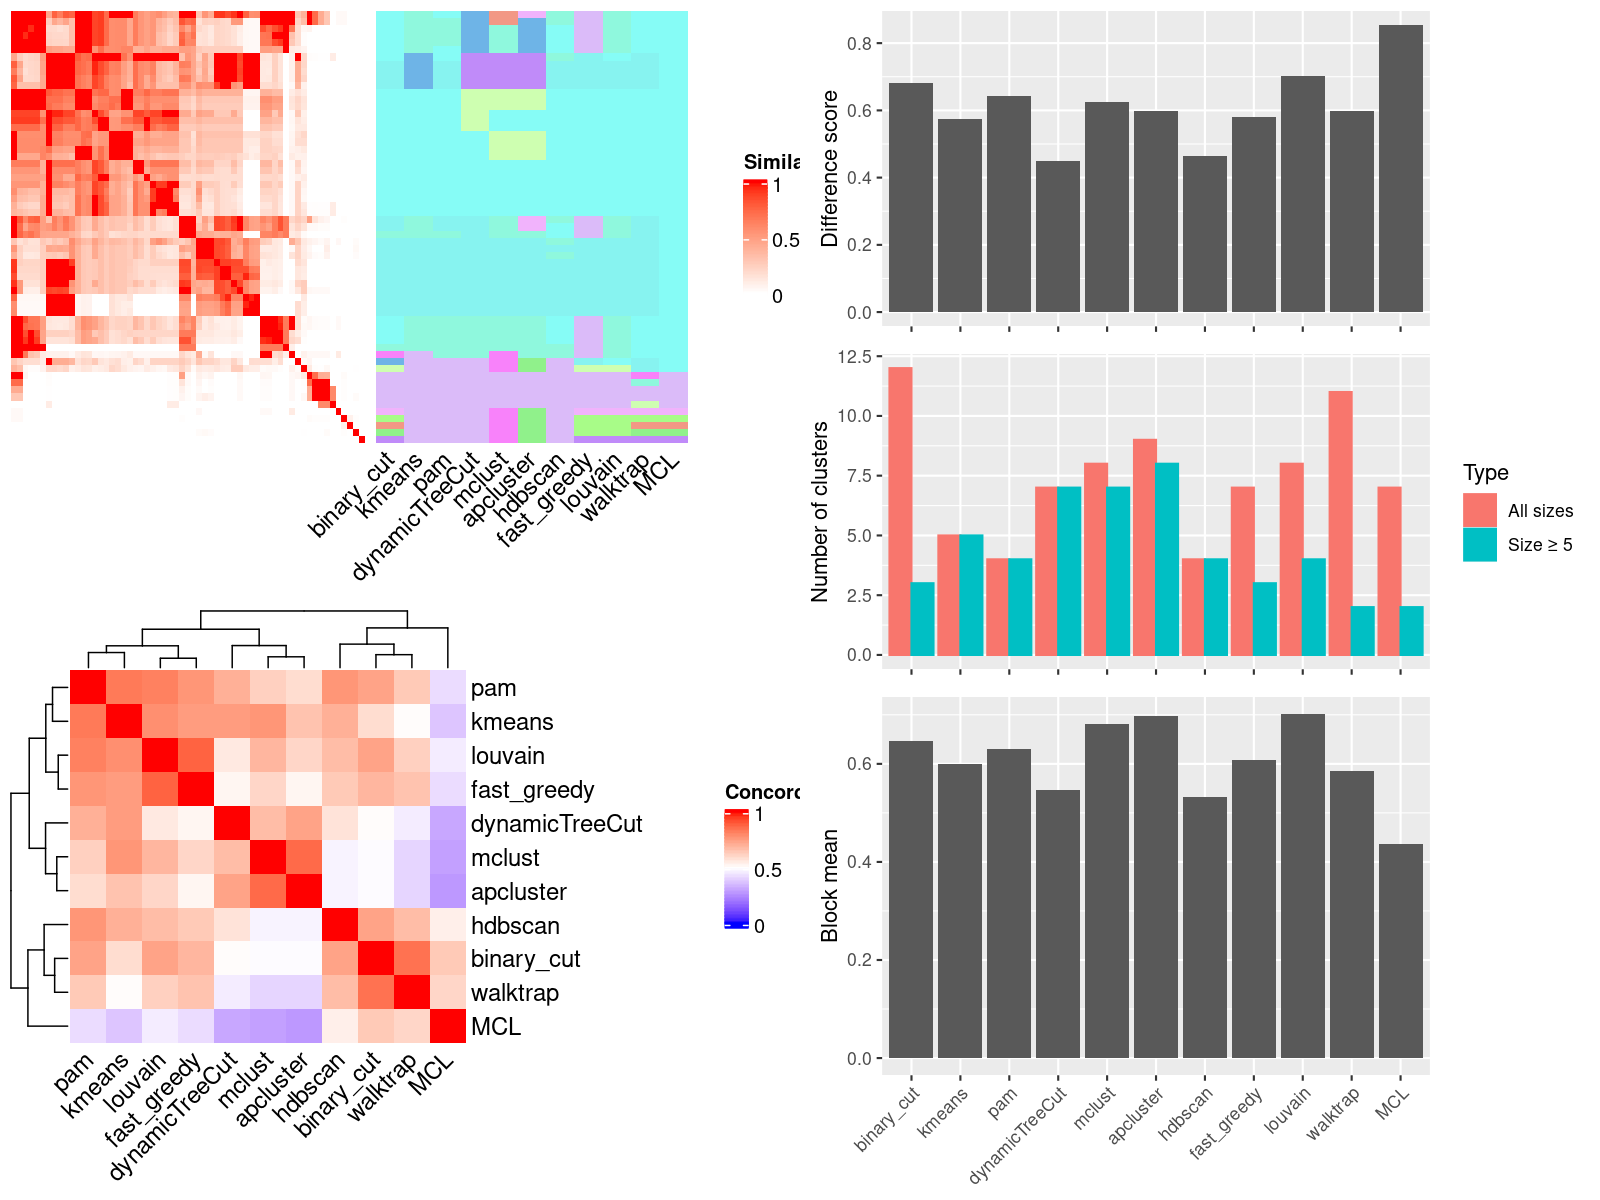 Simila
1
0.5
0
binary_cut
kmeans
pam
dynamicTreeCut
mclust
apcluster
hdbscan
fast_greedy
louvain
walktrap
MCL
pam
kmeans
louvain
fast_greedy
dynamicTreeCut
mclust
apcluster
hdbscan
binary_cut
walktrap
MCL
Concord
1
0.5
0
pam
kmeans
louvain
fast_greedy
dynamicTreeCut
mclust
apcluster
hdbscan
binary_cut
walktrap
MCL
Difference score
0.8
0.6
0.4
0.2
0.0
Number of clusters
12.5
10.0
7.5
5.0
2.5
0.0
Type
All sizes
Size ≥ 5
Block mean
0.6
0.4
0.2
0.0
binary_cut
kmeans
pam
dynamicTreeCut
mclust
apcluster
hdbscan
fast_greedy
louvain
walktrap
MCL